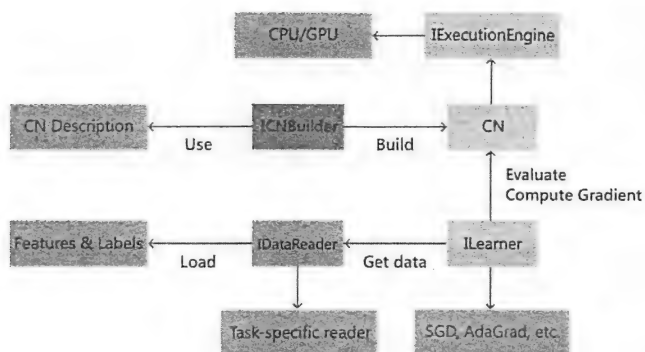 CPU/GPU
IExecutionEngine
CN Description
Use
ICNBuilder
Build
CN
Evaluate
Compute Gradient
Features & Labels
Load
IDataReader
Get data
ILearner
Task-specific reader
SGD, AdaGrad, etc.